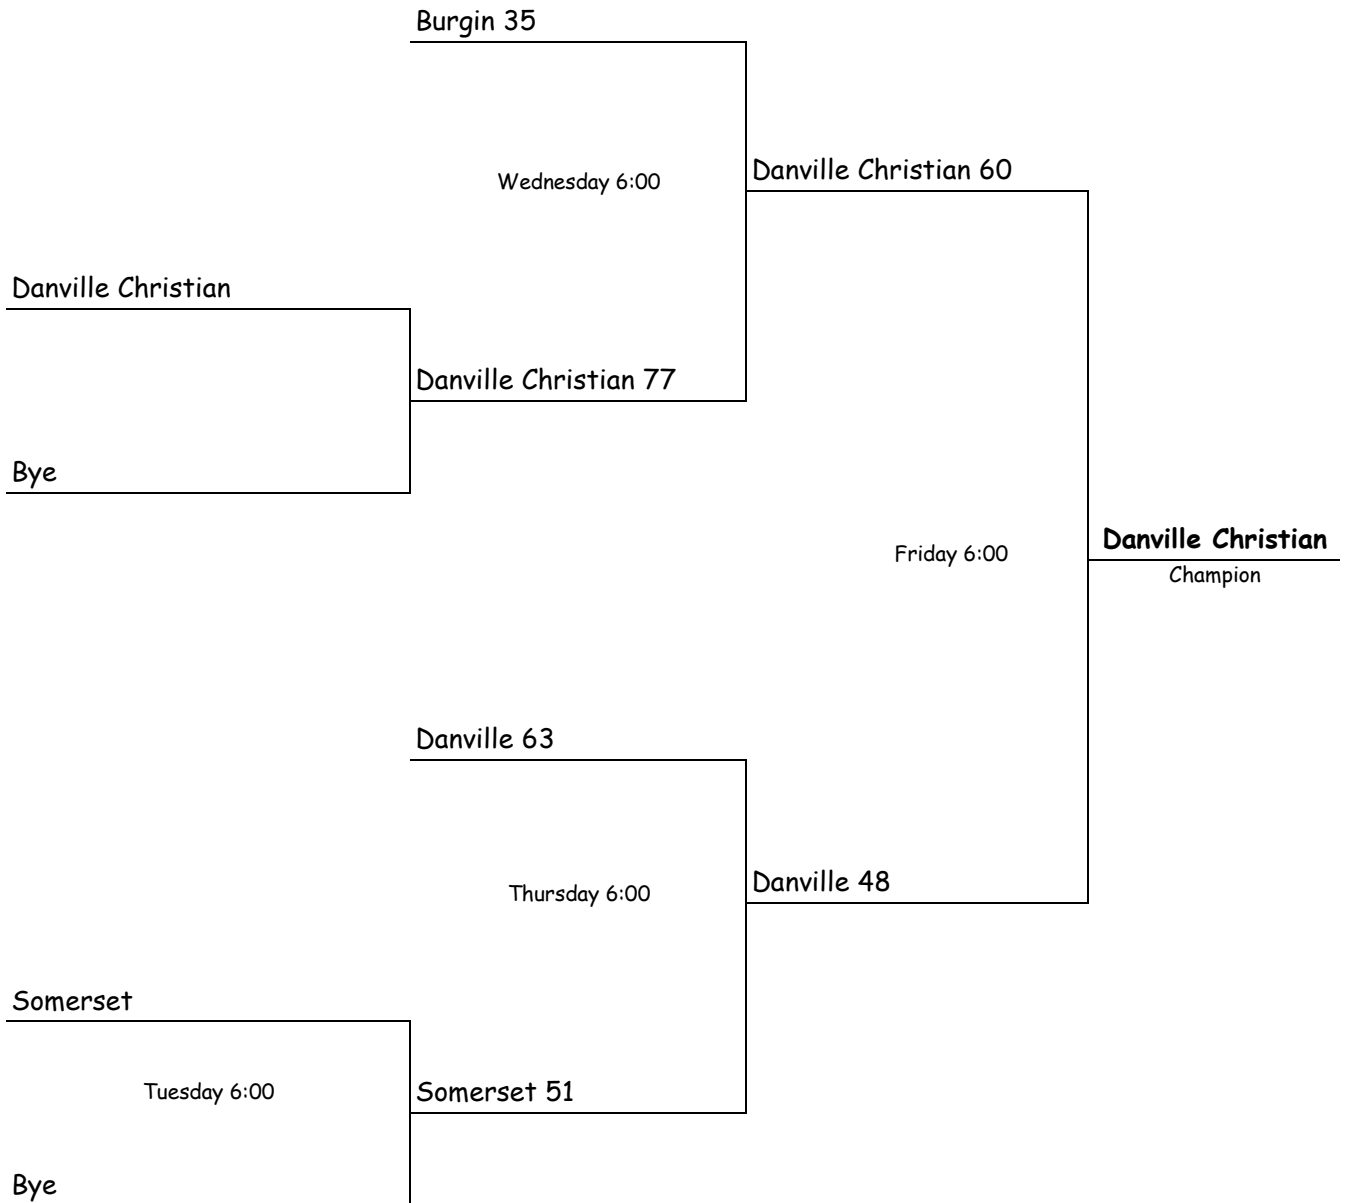 Burgin 35
Wednesday 6:00
Danville Christian 60
Danville Christian
Danville Christian 77
Bye
Friday 6:00
Danville Christian
Champion
Danville 63
Thursday 6:00
Danville 48
Somerset
Tuesday 6:00
Somerset 51
Bye